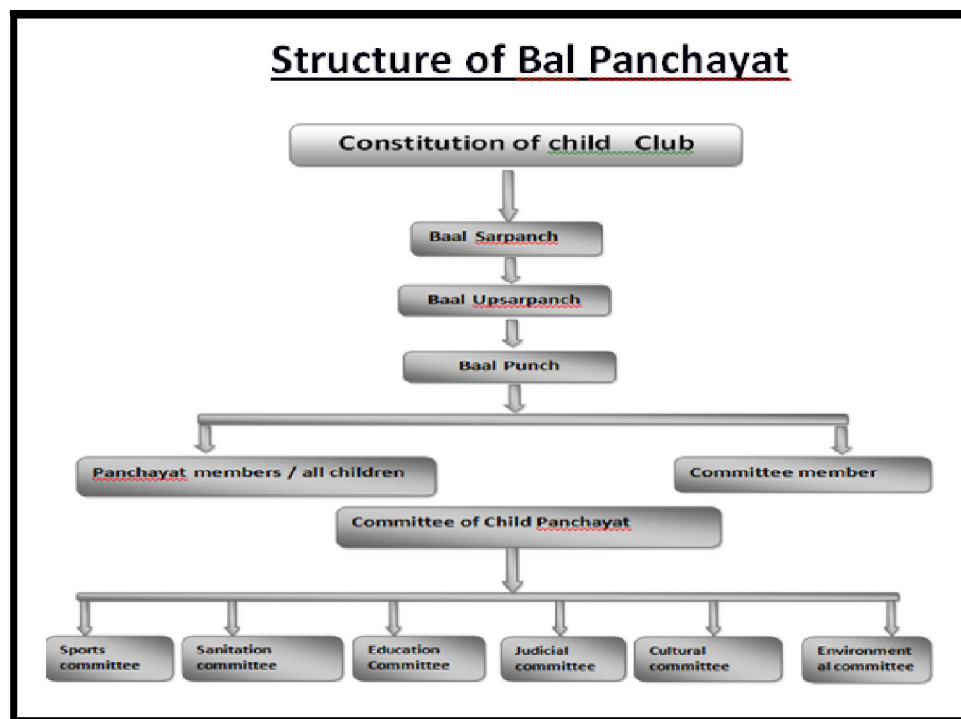 Structure of Bal Panchayat
Constitution of child Club
Baal Sarpanch
Baal Upsarpanch
Baal Punch
Panchayat members / all children
Committee member
Committee of Child Panchayat
Sports
committee
Sanitation
committee
Education
Committee
Judicial
committee
Cultural
committee
Environment
al committee